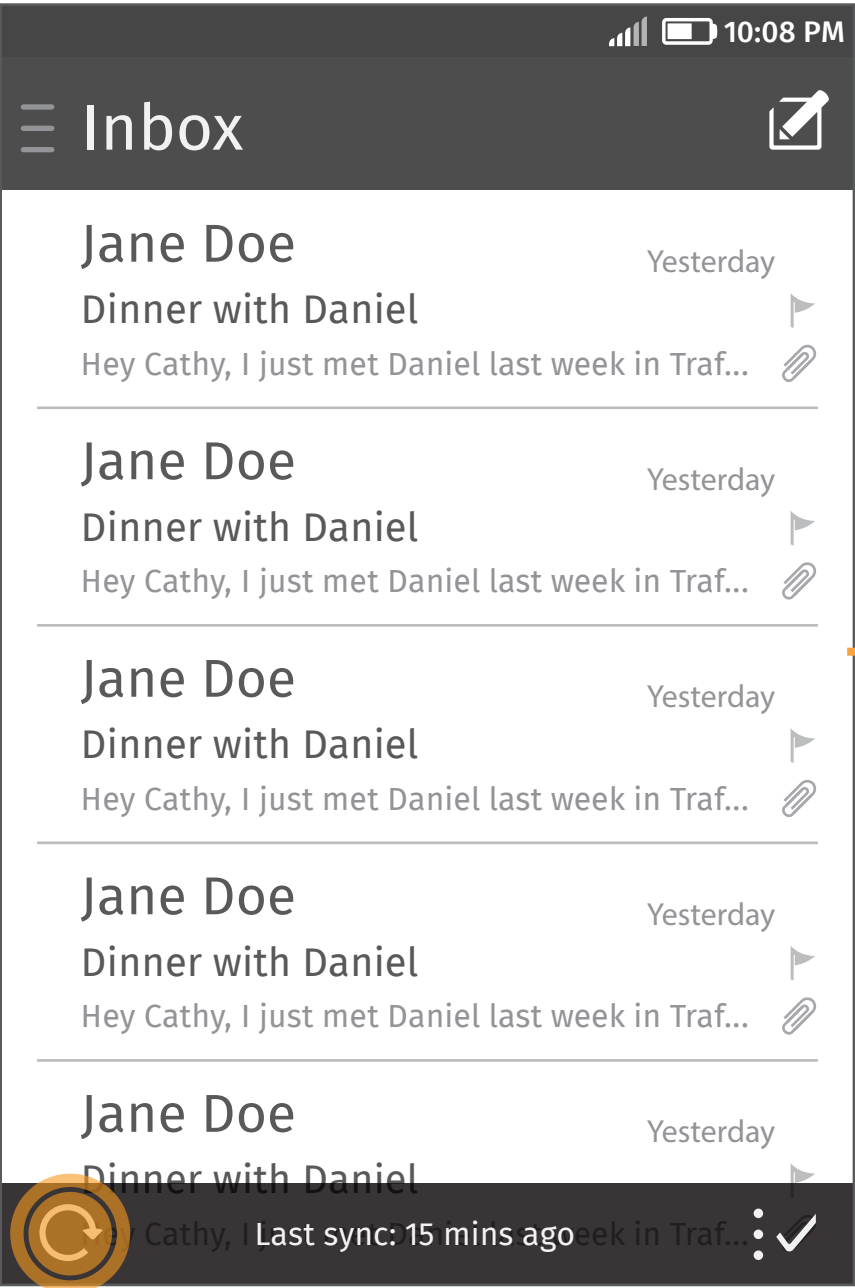 10:08 PM
Inbox
Jane Doe
Yesterday
Dinner with Daniel
Hey Cathy, I just met Daniel last week in Traf...
Jane Doe
Yesterday
Dinner with Daniel
Hey Cathy, I just met Daniel last week in Traf...
Jane Doe
Yesterday
Dinner with Daniel
Hey Cathy, I just met Daniel last week in Traf...
Jane Doe
Yesterday
Dinner with Daniel
Hey Cathy, I just met Daniel last week in Traf...
Jane Doe
Yesterday
Dinner with Daniel
Last sync: 15 mins ago